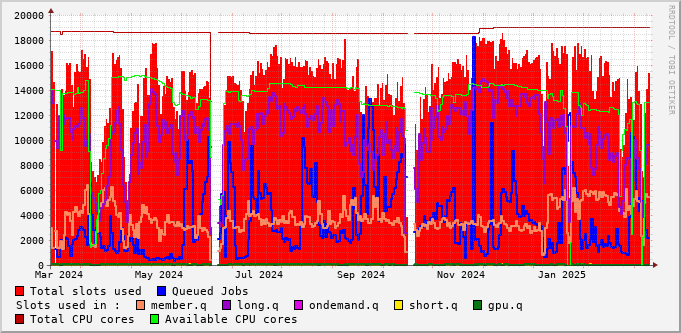 20000
18000
16000
14000
12000
10000
8000
6000
4000
2000
0
Mar 2024 May 2024 Jul 2024 Sep 2024 Nov 2024 Jan 2025
RRDTOOL / TOBI OETIKER
Total slots used Queued Jobs
Slots used in : member.q long.q ondemand.q short.q gpu.q
Total CPU cores Available CPU cores